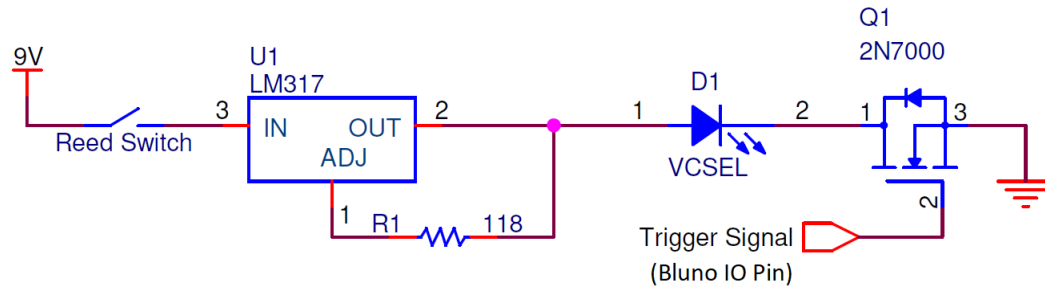 9V
Reed Switch
U1
LM317
3
IN
OUT
ADJ
2
1
R1
118
1
D1
VCSEL
2
Q1
2N7000
1
3
2
Trigger Signal
(Bluno IO Pin)